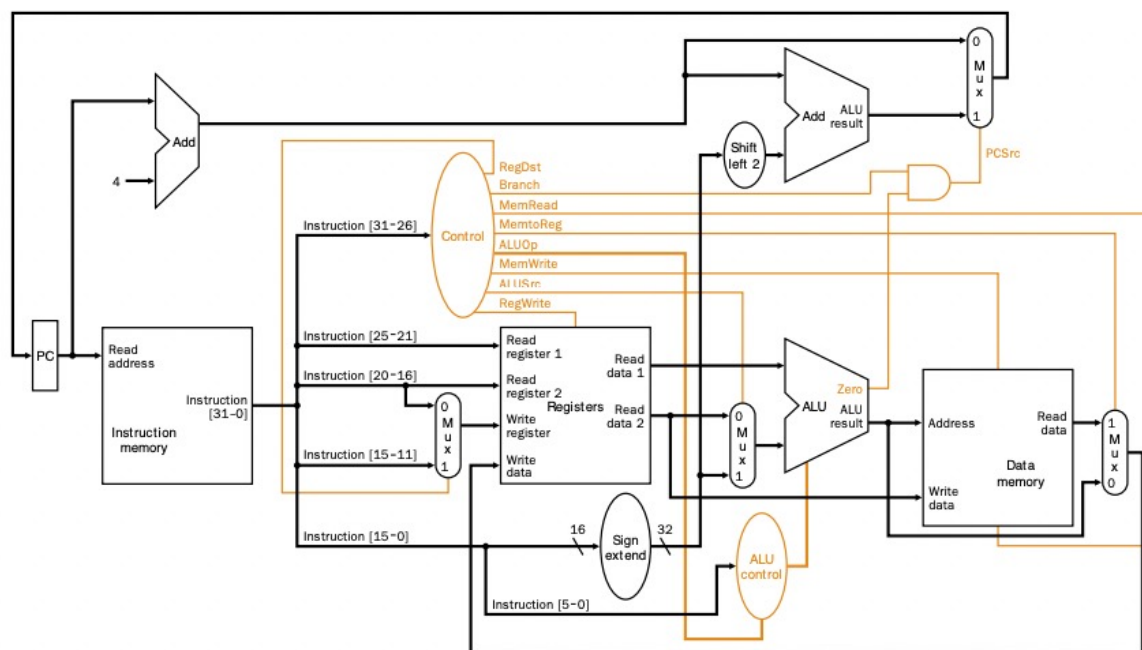 0
M
u
x
1
Add
ALU
result
Add
Shift
left 2
4
PCSrc
RegDst
Branch
MemRead
MemtoReg
ALUOp
MemWrite
ALUSrc
RegWrite
Control
Instruction [31–26]
Instruction [25–21]
Instruction [20–16]
Instruction [15–11]
Instruction [15–0]
Instruction [5–0]
PC
Read
address
Instruction
[31–0]
Instruction
memory
0
M
u
x
1
Read
register 1
Read
register 2
Write
register
Write
data
Registers
Read
data 1
Read
data 2
0
M
u
x
1
Zero
ALU
ALU
result
Address
Write
data
Read
data
Data
memory
1
M
u
x
0
16
Sign
extend
32
ALU
control